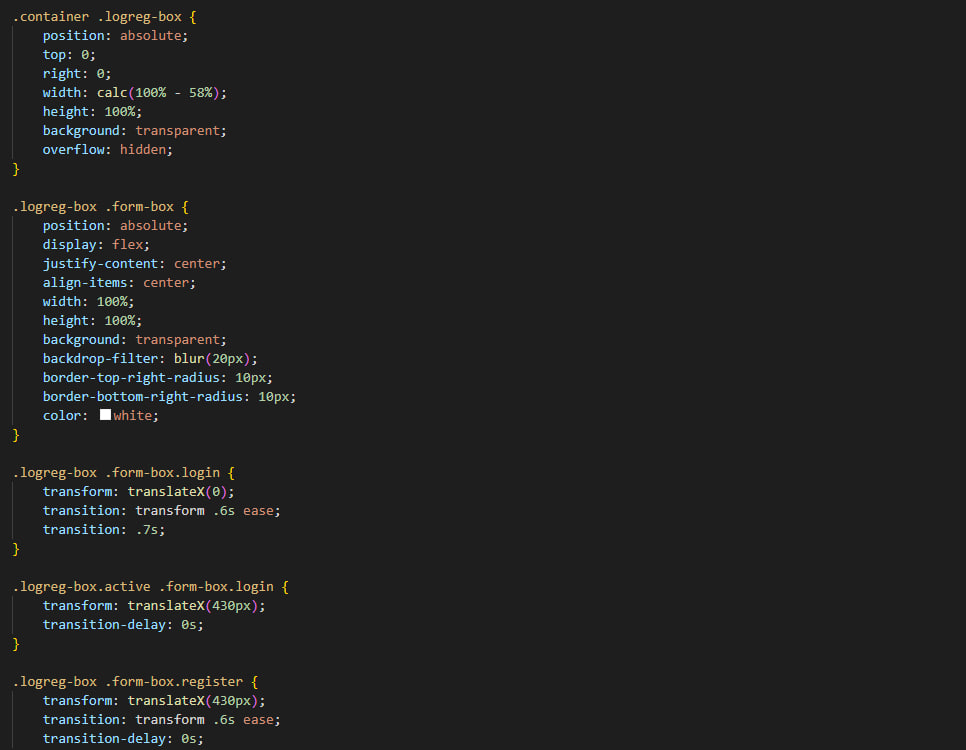 .container .logreg-box {
    position: absolute;
    top: 0;
    right: 0;
    width: calc(100% - 58%);
    height: 100%;
    background: transparent;
    overflow: hidden;
}

.logreg-box .form-box {
    position: absolute;
    display: flex;
    justify-content: center;
    align-items: center;
    width: 100%;
    height: 100%;
    background: transparent;
    backdrop-filter: blur(20px);
    border-top-right-radius: 10px;
    border-bottom-right-radius: 10px;
    color: white;
}

.logreg-box .form-box.login {
    transform: translateX(0);
    transition: transform .6s ease;
    transition: .7s;
}

.logreg-box.active .form-box.login {
    transform: translateX(430px);
    transition-delay: 0s;
}

.logreg-box .form-box.register {
    transform: translateX(430px);
    transition: transform .6s ease;
    transition-delay: 0s;